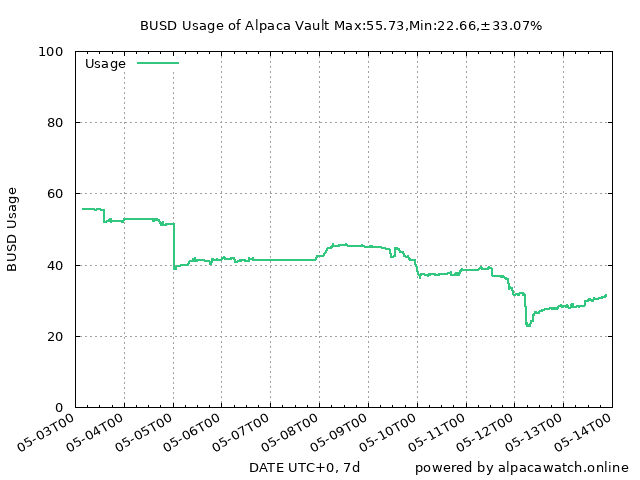 BUSD Usage of Alpaca Vault Max:55.73,Min:22.66,±33.07%
Usage
BUSD Usage
100
80
60
40
20
0
05-03T00
05-04T00
05-05T00
05-06T00
05-07T00
05-08T00
05-09T00
05-10T00
05-11T00
05-12T00
05-13T00
05-14T00
DATE UTC+0, 7d
powered by alpacawatch.online